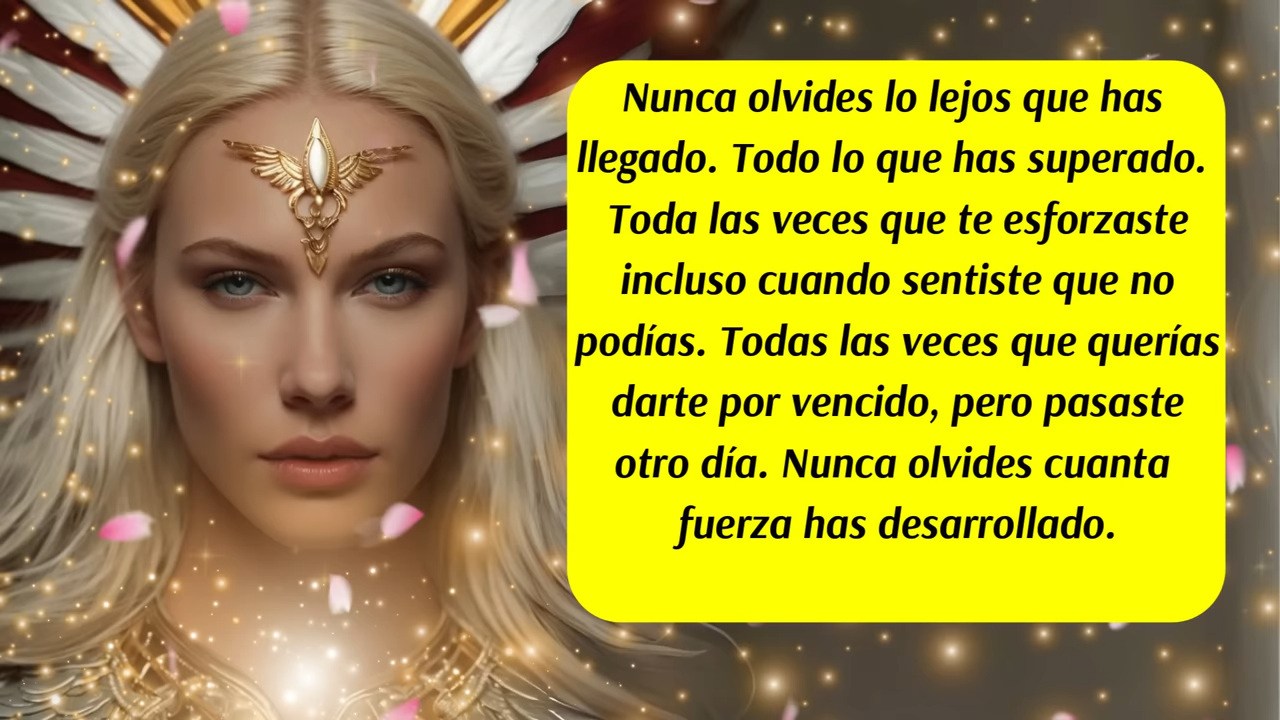 Nunca olvides lo lejos que has
llegado. Todo lo que has superado.
Toda las veces que te esforzaste
incluso cuando sentiste que no
podías. Todas las veces que querías
darte por vencido, pero pasaste
otro día. Nunca olvides cuanta
fuerza has desarrollado.